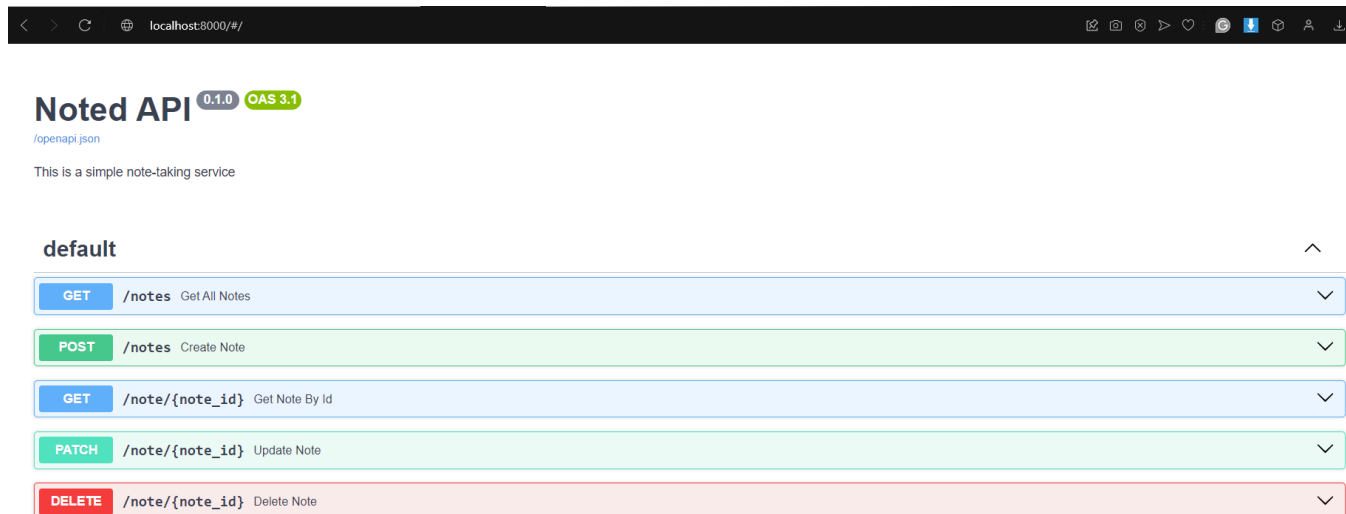 localhost:8000/#/
Noted API 0.1.0 OAS 3.1
/openapi.json
This is a simple note-taking service
default
GET /notes Get All Notes
POST /notes Create Note
GET /note/{note_id} Get Note By Id
PATCH /note/{note_id} Update Note
DELETE /note/{note_id} Delete Note